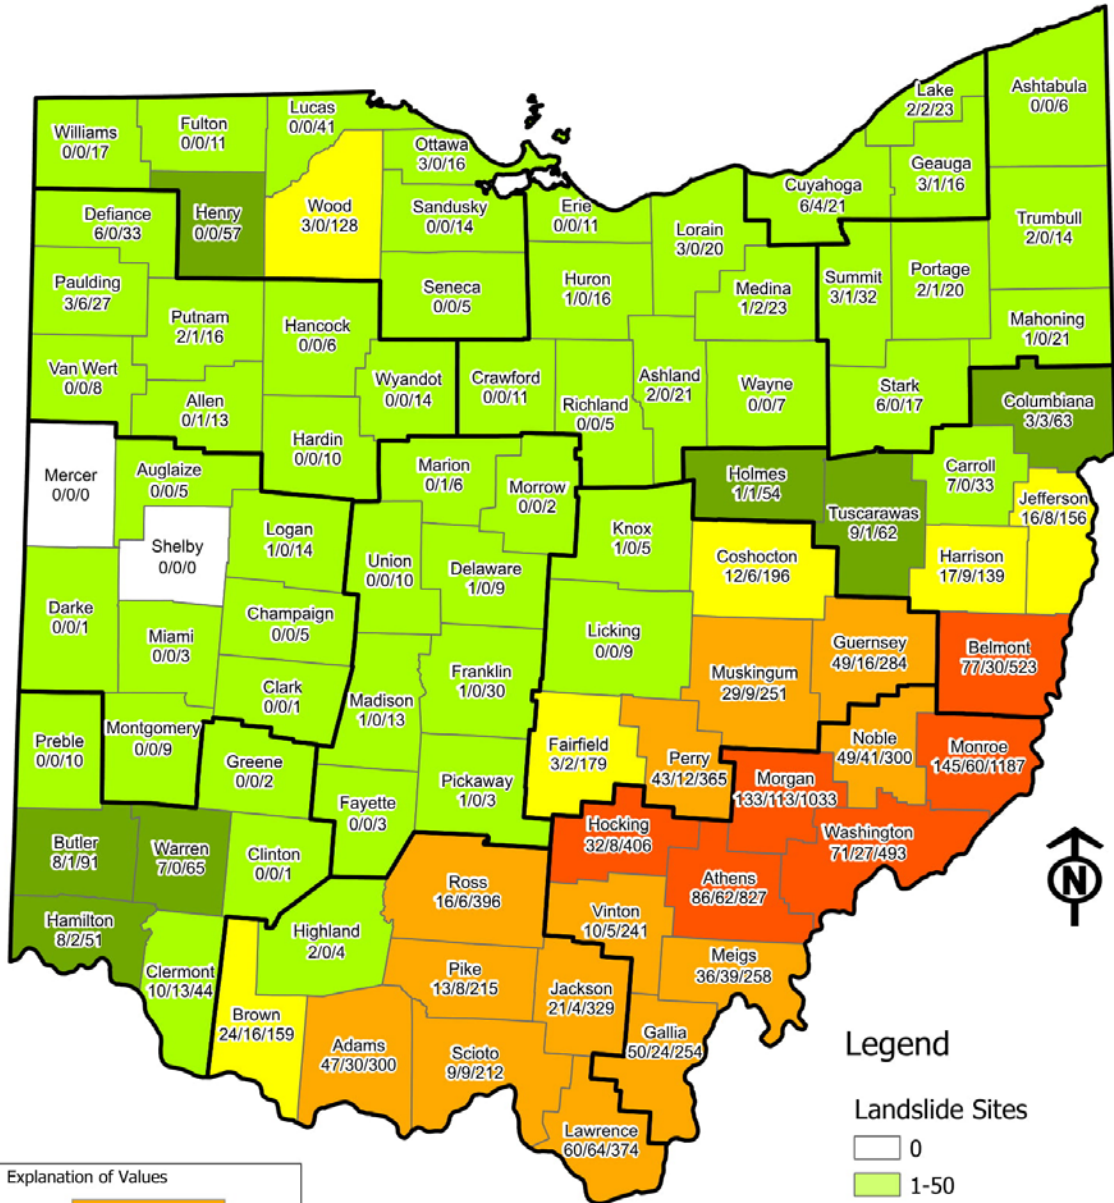 Williams
0/0/17
Fulton
0/0/11
Lucas
0/0/41
Ottawa
3/0/16
Lake
2/2/23
Ashtabula
0/0/6
Geauga
3/1/16
Cuyahoga
6/4/21
Defiance
6/0/33
Henry
0/0/57
Wood
3/0/128
Sandusky
0/0/14
Erie
0/0/11
Lorain
3/0/20
Trumbull
2/0/14
Paulding
3/6/27
Putnam
2/1/16
Hancock
0/0/6
Seneca
0/0/5
Huron
1/0/16
Medina
1/2/23
Summit
3/1/32
Portage
2/1/20
Mahoning
1/0/21
Van Wert
0/0/8
Allen
0/1/13
Wyandot
0/0/14
Crawford
0/0/11
Richland
0/0/5
Ashland
2/0/21
Wayne
0/0/7
Stark
6/0/17
Columbiana
3/3/63
Hardin
0/0/10
Mercer
0/0/0
Auglaize
0/0/5
Marion
0/1/6
Morrow
0/0/2
Holmes
1/1/54
Tuscarawas
9/1/62
Carroll
7/0/33
Jefferson
16/8/156
Shelby
0/0/0
Logan
1/0/14
Union
0/0/10
Knox
1/0/5
Coshocton
12/6/196
Harrison
17/9/139
Darke
0/0/1
Miami
0/0/3
Champaign
0/0/5
Delaware
1/0/9
Licking
0/0/9
Muskingum
29/9/251
Guernsey
49/16/284
Belmont
77/30/523
Clark
0/0/1
Madison
1/0/13
Franklin
1/0/30
Preble
0/0/10
Montgomery
0/0/9
Greene
0/0/2
Fairfield
3/2/179
Perry
43/12/365
Noble
49/41/300
Monroe
145/60/1187
Fayette
0/0/3
Pickaway
1/0/3
Morgan
133/113/1033
Butler
8/1/91
Warren
7/0/65
Clinton
0/0/1
Hocking
32/8/406
Washington
71/27/493
Ross
16/6/396
Athens
86/62/827
Hamilton
8/2/51
Highland
2/0/4
Vinton
10/5/241
Clermont
10/13/44
Pike
13/8/215
Jackson
21/4/329
Meigs
36/39/258
Brown
24/16/159
Adams
47/30/300
Scioto
9/9/212
Gallia
50/24/254
Lawrence
60/64/374
N
Legend
Landslide Sites
0
1-50
Explanation of Values